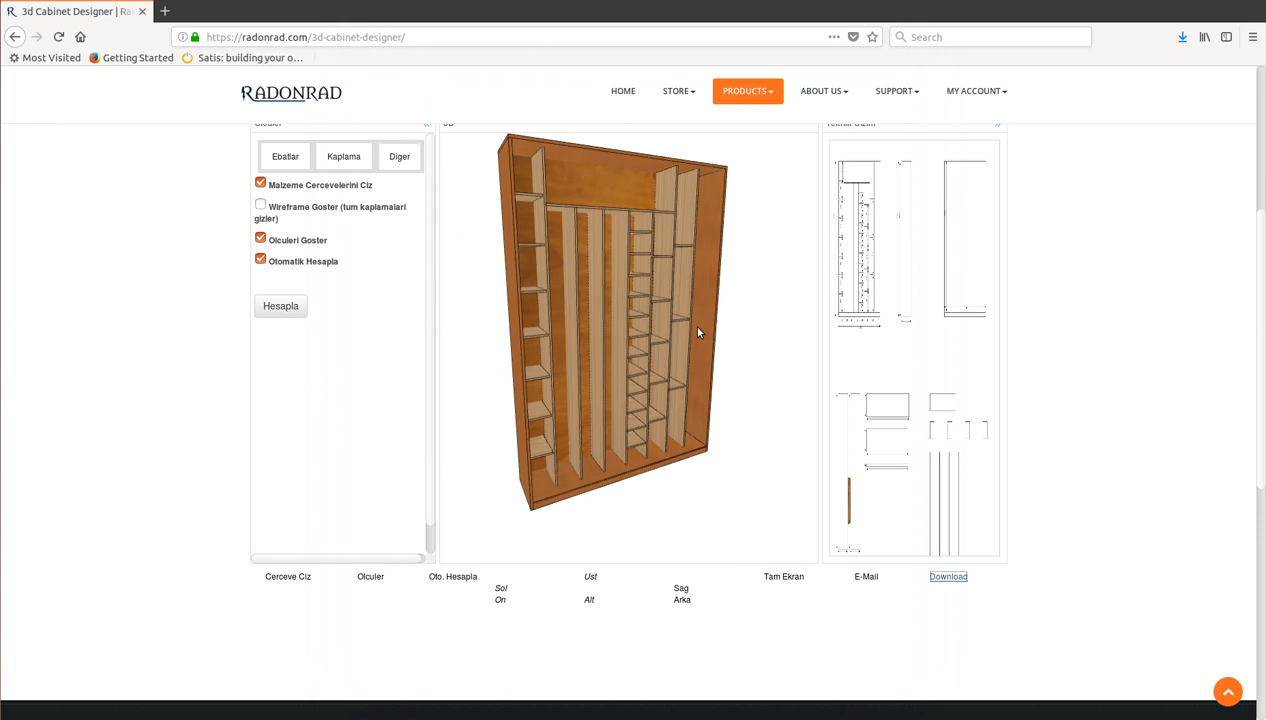 3d Cabinet Designer | Ra
https://radonrad.com/3d-cabinet-designer/
Search
Most Visited
Getting Started
Satis: building your o…
RADONRAD
HOME
STORE
PRODUCTS
ABOUT US
SUPPORT
MY ACCOUNT
Ebatlar
Kaplama
Diger
Malzeme Cercevelerini Ciz
Wireframe Goster (tum kaplamalari
gizler)
Olculeri Goster
Otomatik Hesapla
Hesapla
Cerceve Ciz
Olculer
Oto. Hesapla
Ust
Tam Ekran
E-Mail
Download
Sol
Sag
On
Alt
Arka